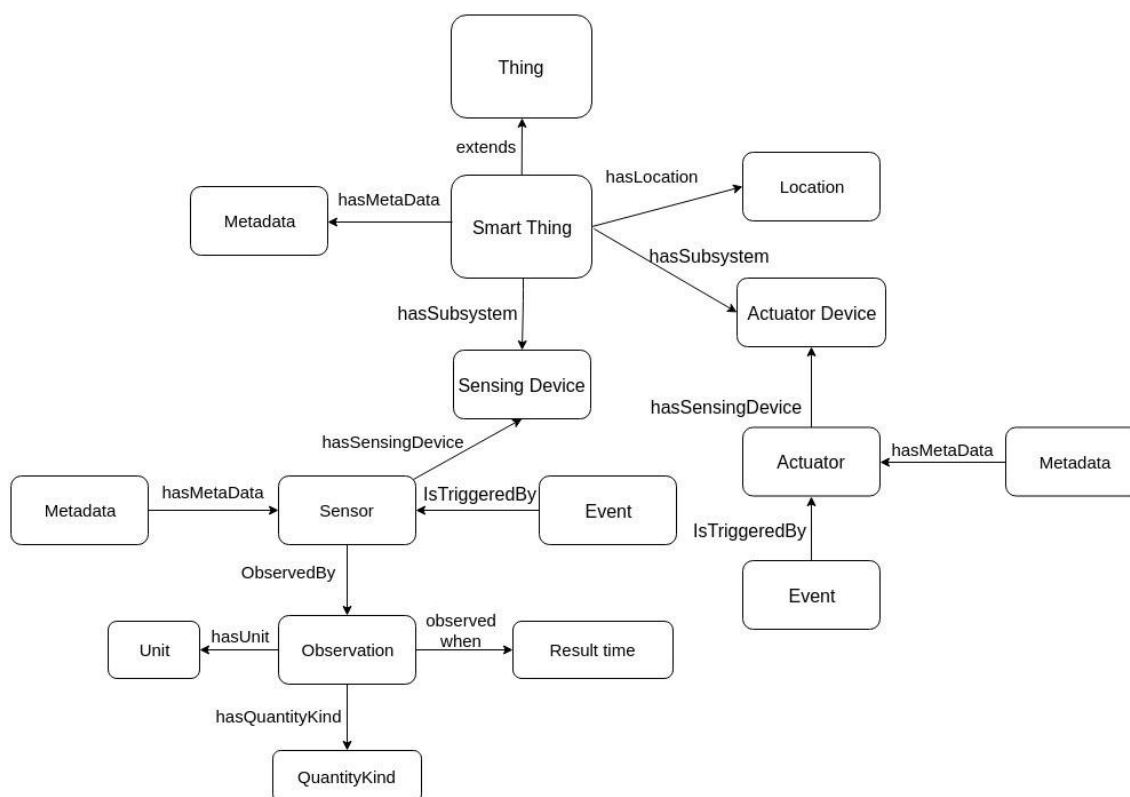 Thing
extends
hasLocation
Location
hasMetaData
Metadata
Smart Thing
hasSubsystem
hasSubsystem
Actuator Device
Sensing Device
hasSensingDevice
hasSensingDevice
Actuator
hasMetaData
Metadata
Metadata
hasMetaData
Sensor
IsTriggeredBy
Event
IsTriggeredBy
Event
ObservedBy
Unit
hasUnit
Observation
observed
when
Result time
hasQuantityKind
QuantityKind